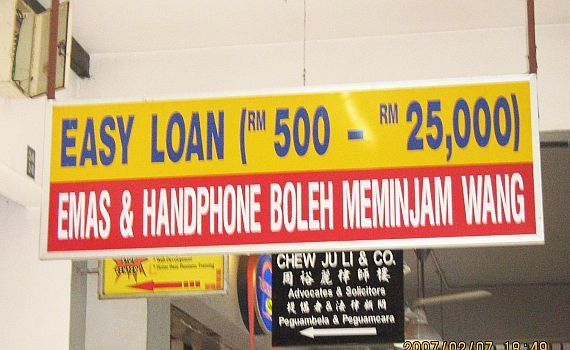 EASY LOAN (RM 500 - RM 25,000)
EMAS & HANDPHONE BOLEH MEMINJAM WANG
CHEW JU LI & CO.
周裕麗律師樓
Advocates & Solicitors
Peguambela & Peguamcara
2007/02/07 18:49